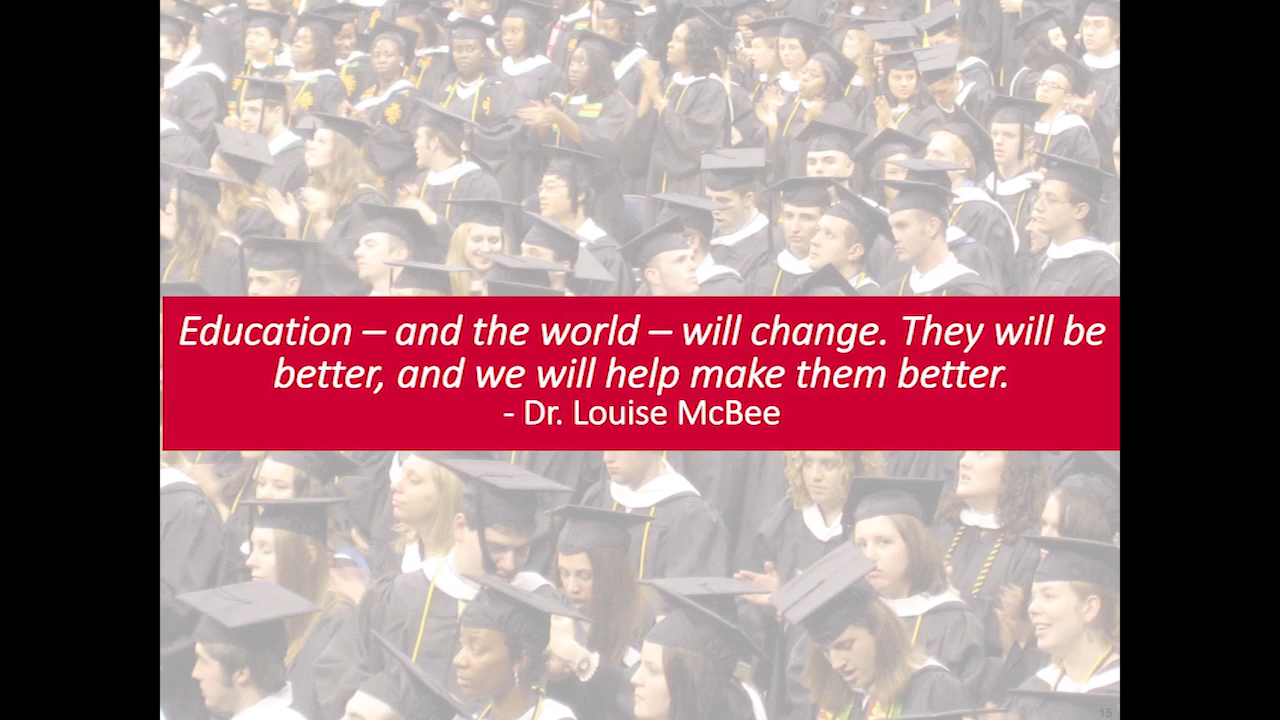 Education – and the world – will change. They will be
better, and we will help make them better.
- Dr. Louise McBee
15